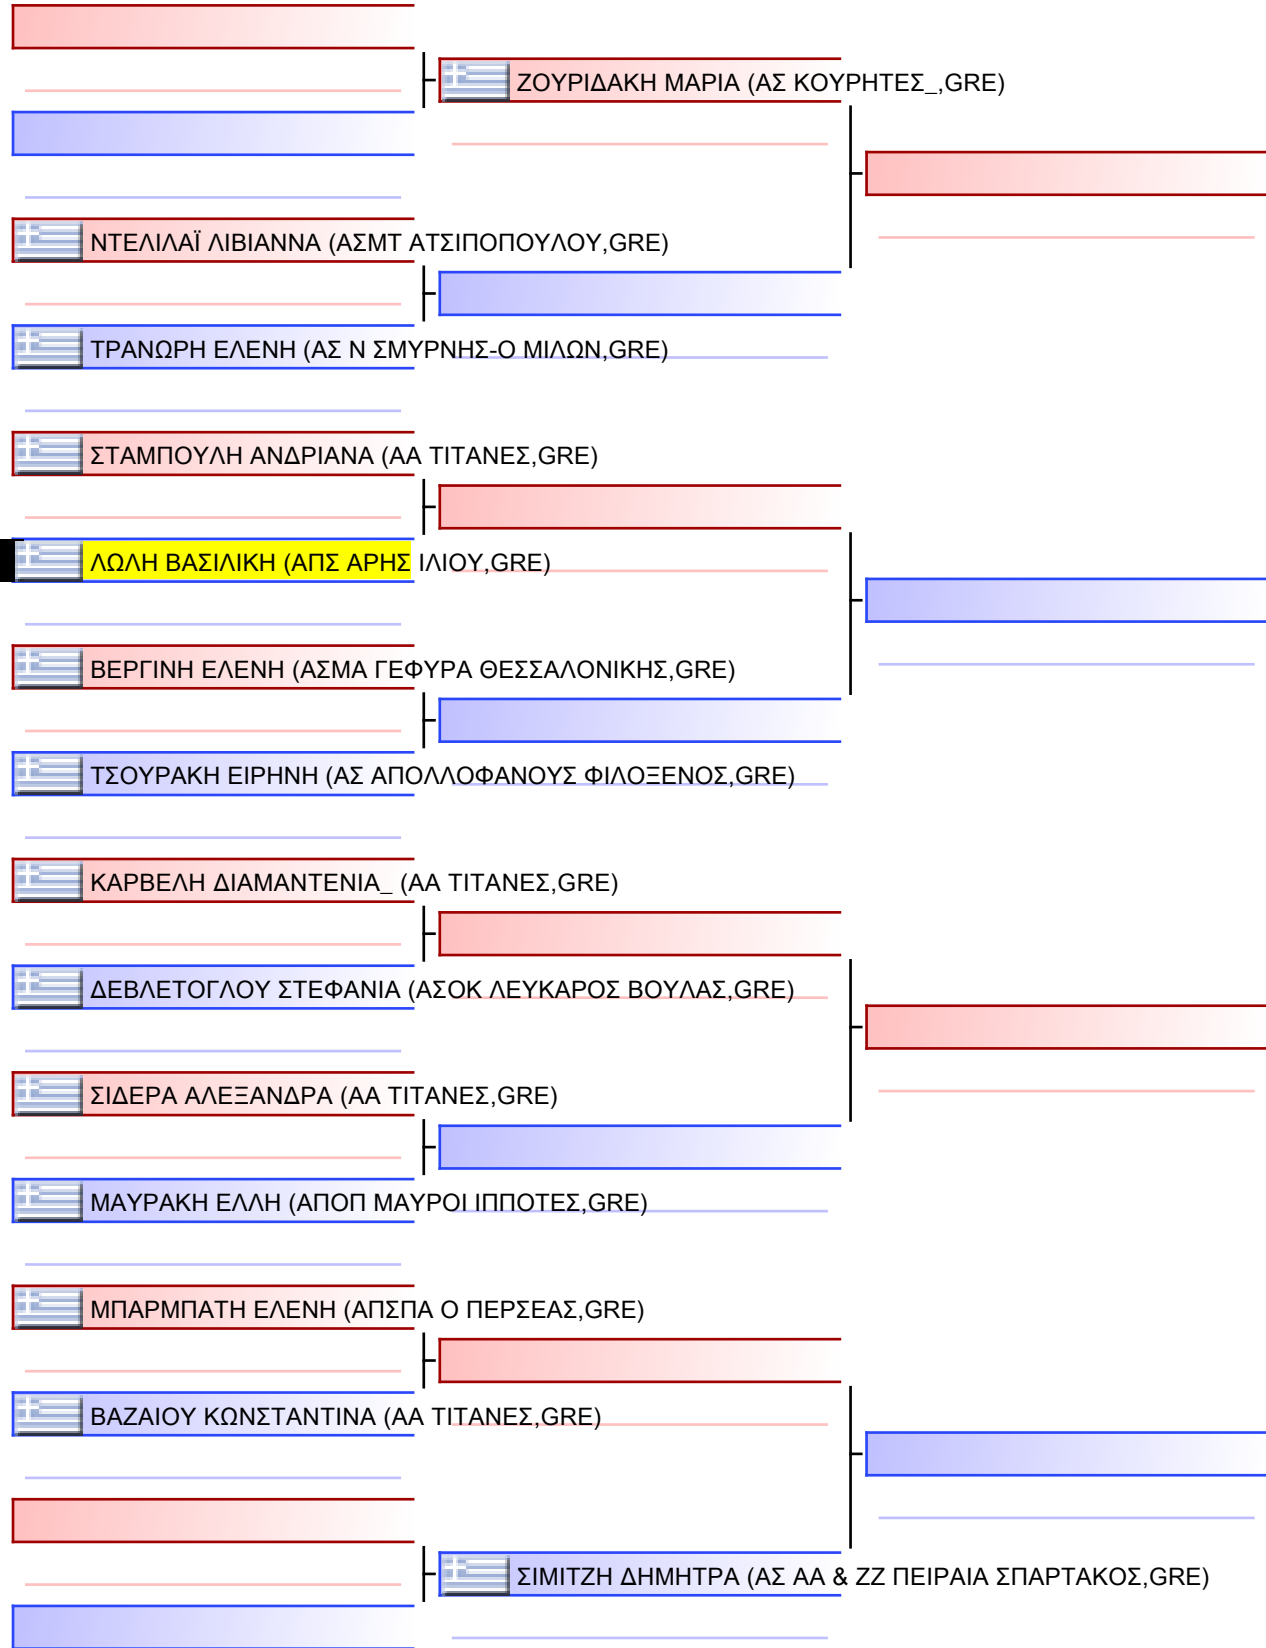 ΖΟΥΡΙΔΑΚΗ ΜΑΡΙΑ (ΑΣ ΚΟΥΡΗΤΕΣ_,GRE)
ΝΤΕΛΙΛΑΪ ΛΙΒΙΑΝΝΑ (ΑΣΜΤ ΑΤΣΙΠΟΠΟΥΛΟΥ,GRE)
ΤΡΑΝΩΡΗ ΕΛΕΝΗ (ΑΣ Ν ΣΜΥΡΝΗΣ-Ο ΜΙΛΩΝ,GRE)
ΣΤΑΜΠΟΥΛΗ ΑΝΔΡΙΑΝΑ (ΑΑ ΤΙΤΑΝΕΣ,GRE)
ΛΩΛΗ ΒΑΣΙΛΙΚΗ (ΑΠΣ ΑΡΗΣ ΙΛΙΟΥ,GRE)
ΒΕΡΓΙΝΗ ΕΛΕΝΗ (ΑΣΜΑ ΓΕΦΥΡΑ ΘΕΣΣΑΛΟΝΙΚΗΣ,GRE)
ΤΣΟΥΡΑΚΗ ΕΙΡΗΝΗ (ΑΣ ΑΠΟΛΛΟΦΑΝΟΥΣ ΦΙΛΟΞΕΝΟΣ,GRE)
ΚΑΡΒΕΛΗ ΔΙΑΜΑΝΤΕΝΙΑ_ (ΑΑ ΤΙΤΑΝΕΣ,GRE)
ΔΕΒΛΕΤΟΓΛΟΥ ΣΤΕΦΑΝΙΑ (ΑΣΟΚ ΛΕΥΚΑΡΟΣ ΒΟΥΛΑΣ,GRE)
ΣΙΔΕΡΑ ΑΛΕΞΑΝΔΡΑ (ΑΑ ΤΙΤΑΝΕΣ,GRE)
ΜΑΥΡΑΚΗ ΕΛΛΗ (ΑΠΟΠ ΜΑΥΡΟΙ ΙΠΠΟΤΕΣ,GRE)
ΜΠΑΡΜΠΑΤΗ ΕΛΕΝΗ (ΑΠΣΠΑ Ο ΠΕΡΣΕΑΣ,GRE)
ΒΑΖΑΙΟΥ ΚΩΝΣΤΑΝΤΙΝΑ (ΑΑ ΤΙΤΑΝΕΣ,GRE)
ΣΙΜΙΤΖΗ ΔΗΜΗΤΡΑ (ΑΣ ΑΑ & ΖΖ ΠΕΙΡΑΙΑ ΣΠΑΡΤΑΚΟΣ,GRE)